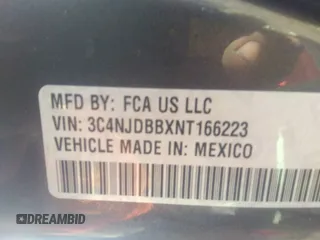 MFD BY: FCA US LLC
VIN: 3C4NJDBBXNT166223
VEHICLE MADE IN: MEXICO
DREAMBID